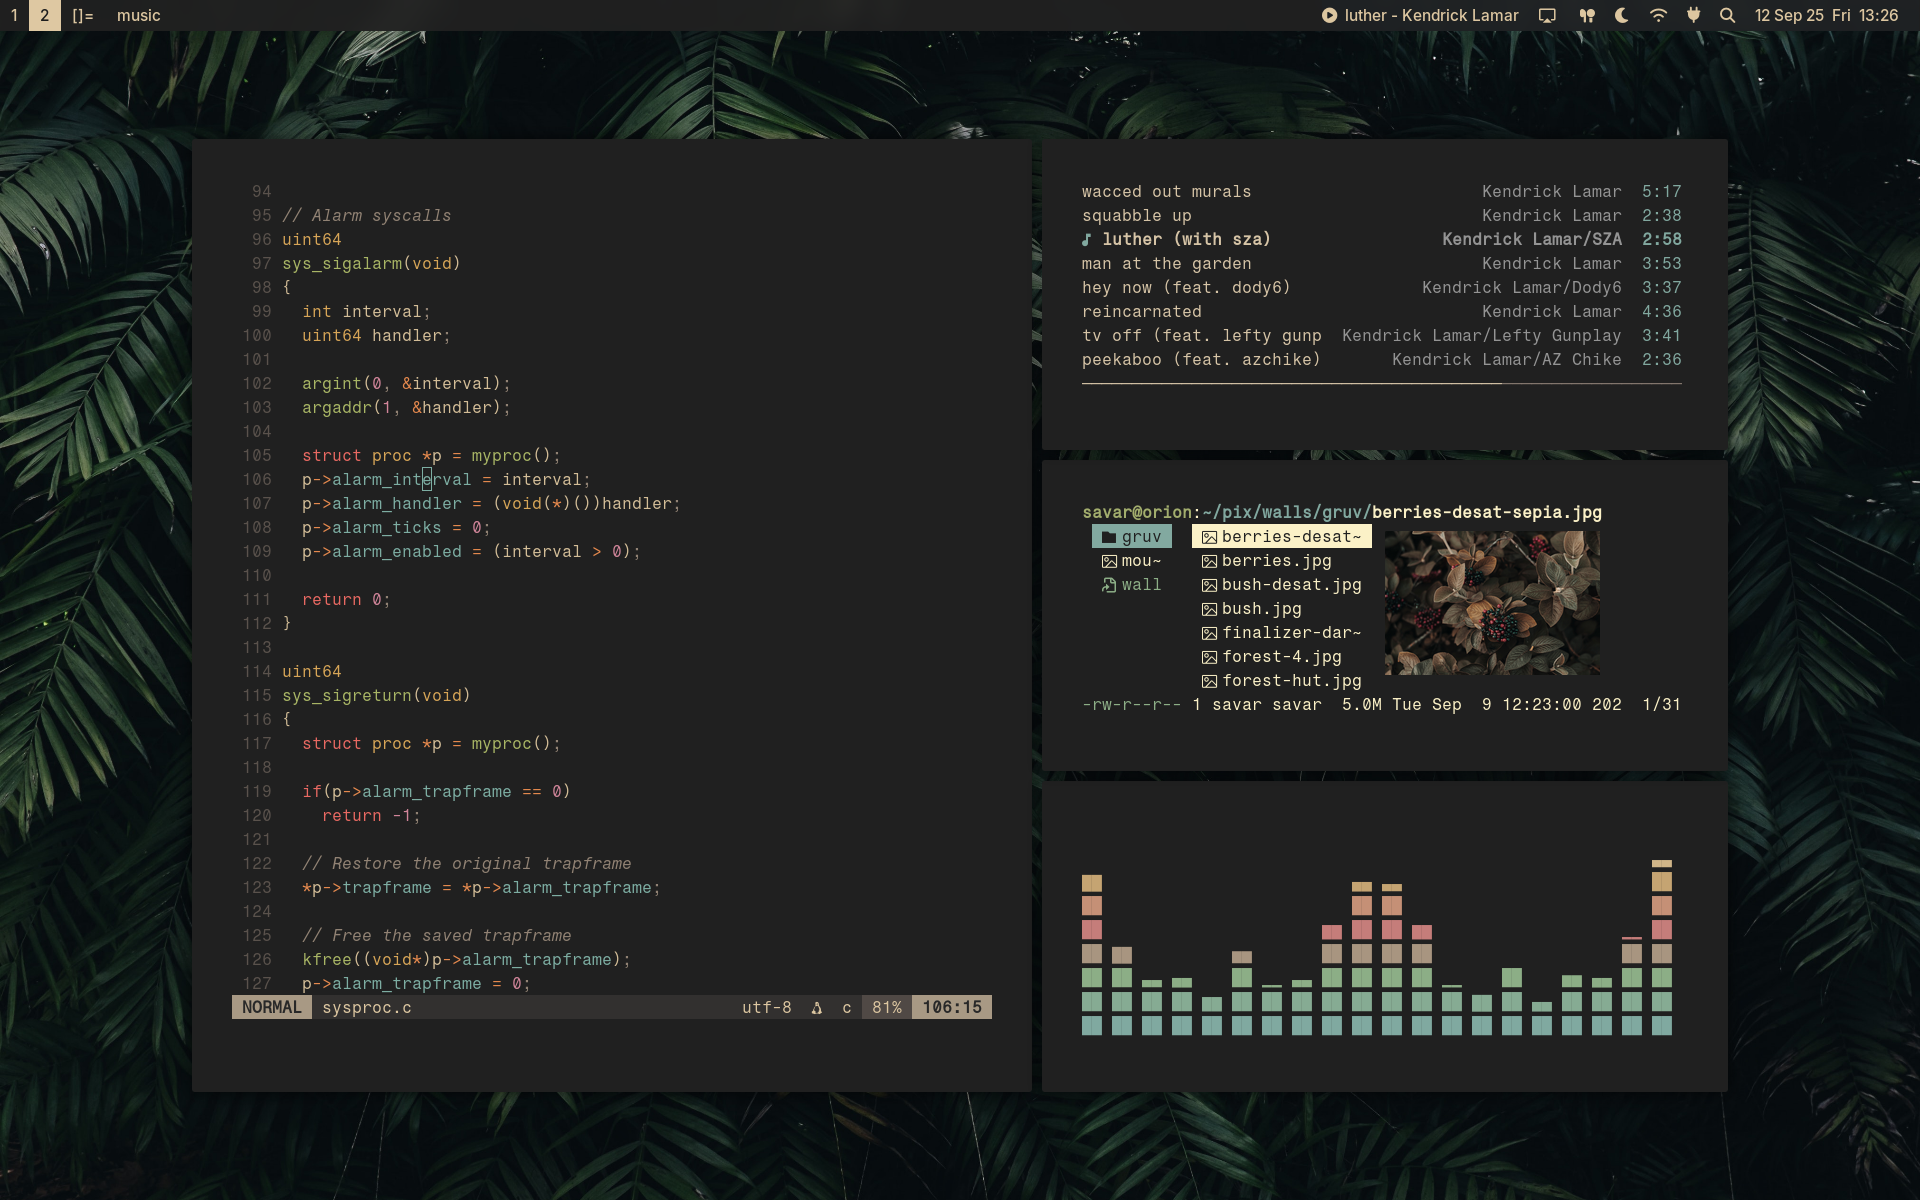 1 2 []= music luther - Kendrick Lamar 12 Sep 25 Fri 13:26
94
95 // Alarm syscalls
96 uint64
97 sys_sigalarm(void)
98 {
99   int interval;
100   uint64 handler;
101
102   argint(0, &interval);
103   argaddr(1, &handler);
104
105   struct proc *p = myproc();
106   p->alarm_interval = interval;
107   p->alarm_handler = (void(*)())handler;
108   p->alarm_ticks = 0;
109   p->alarm_enabled = (interval > 0);
110
111   return 0;
112 }
113
114 uint64
115 sys_sigreturn(void)
116 {
117   struct proc *p = myproc();
118
119   if(p->alarm_trapframe == 0)
120     return -1;
121
122   // Restore the original trapframe
123   *p->trapframe = *p->alarm_trapframe;
124
125   // Free the saved trapframe
126   kfree((void*)p->alarm_trapframe);
127   p->alarm_trapframe = 0;
NORMAL sysproc.c utf-8 c 81% 106:15
wacced out murals Kendrick Lamar 5:17
squabble up Kendrick Lamar 2:38
luther (with sza) Kendrick Lamar/SZA 2:58
man at the garden Kendrick Lamar 3:53
hey now (feat. dody6) Kendrick Lamar/Dody6 3:37
reincarnated Kendrick Lamar 4:36
tv off (feat. lefty gunp Kendrick Lamar/Lefty Gunplay 3:41
peekaboo (feat. azchike) Kendrick Lamar/AZ Chike 2:36
savar@orion:~/pix/walls/gruv/berries-desat-sepia.jpg
gruv berries-desat~
mou~ berries.jpg
wall bush-desat.jpg
bush.jpg
finalizer-dar~
forest-4.jpg
forest-hut.jpg
-rw-r--r-- 1 savar savar  5.0M Tue Sep  9 12:23:00 202  1/31